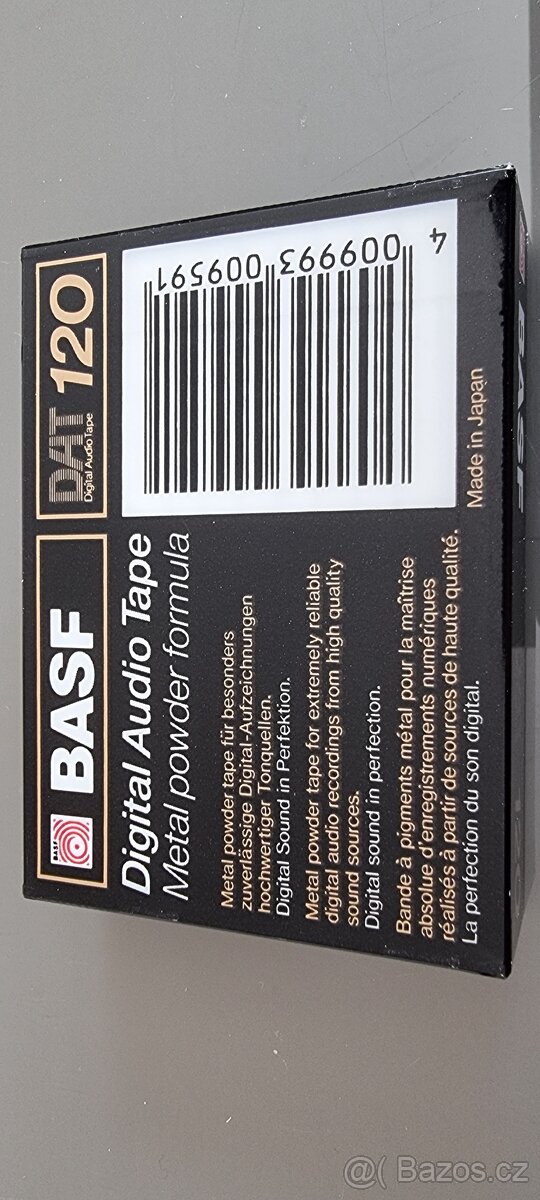 BASF
BASF
DAT 120
Digital Audio Tape
Digital Audio Tape
Metal powder formula
Metal powder tape für besonders
zuverlässige Digital-Aufzeichnungen
hochwertiger Tonquellen.
Digital Sound in Perfektion.
Metal powder tape for extremely reliable
digital audio recordings from high quality
sound sources.
Digital sound in perfection.
Bande à pigments métal pour la maîtrise
absolue d'enregistrements numériques
réalisés à partir de sources de haute qualité.
La perfection du son digital.
4 009993 009591
Made in Japan
BASF
@( Bazos.cz